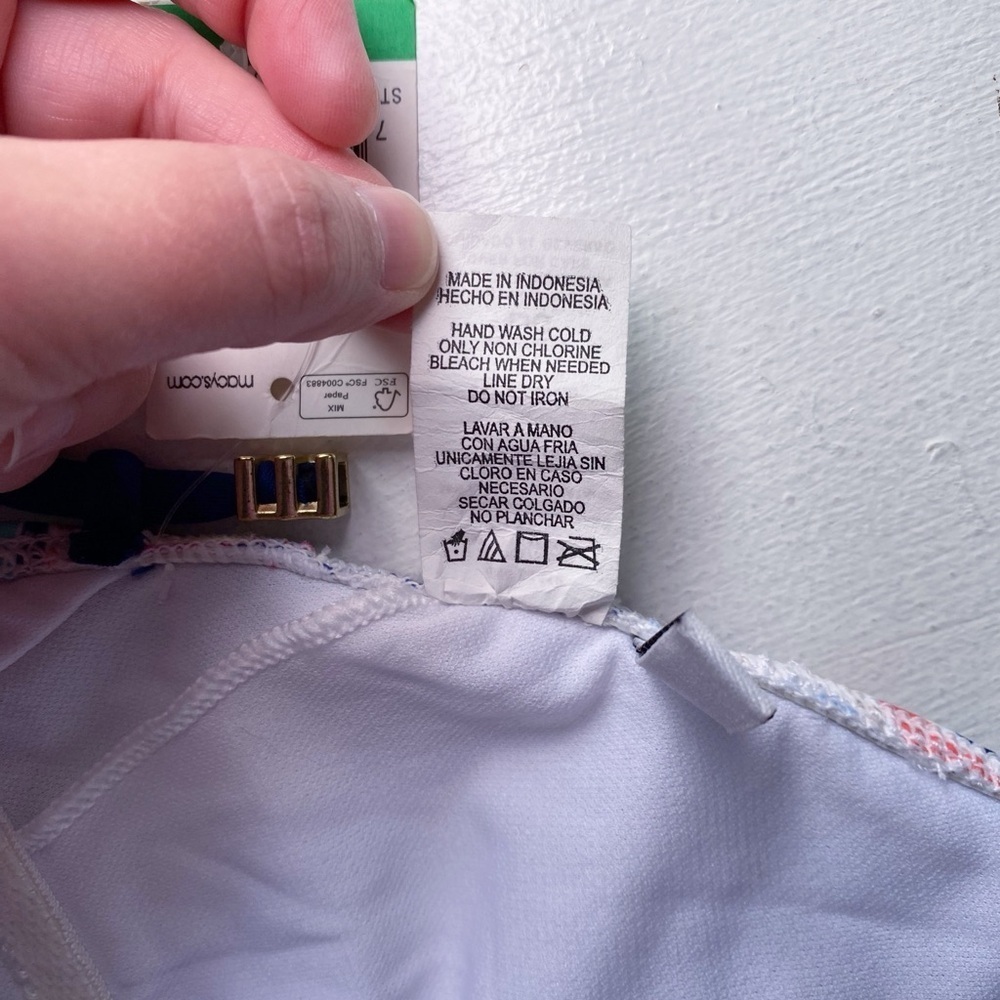 ST
7
MADE IN INDONESIA
HECHO EN INDONESIA
HAND WASH COLD
ONLY NON CHLORINE
BLEACH WHEN NEEDED
LINE DRY
DO NOT IRON
LAVAR A MANO
CON AGUA FRIA
UNICAMENTE LEJIA SIN
CLORO EN CASO
NECESARIO
SECAR COLGADO
NO PLANCHAR
macys.com
MIX
Paper
FSC® C004883
FSC